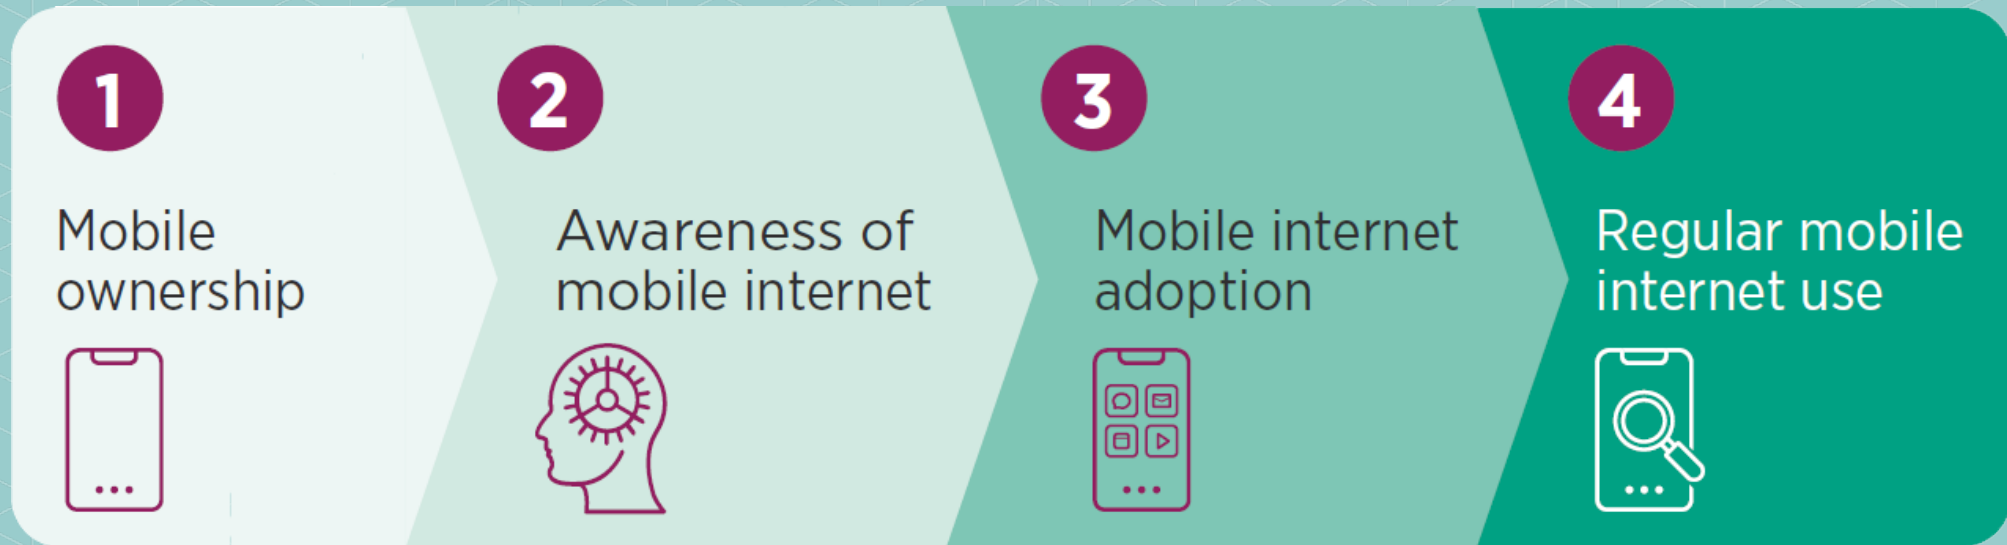 1
Mobile
ownership
2
Awareness of
mobile internet
3
Mobile internet
adoption
4
Regular mobile
internet use